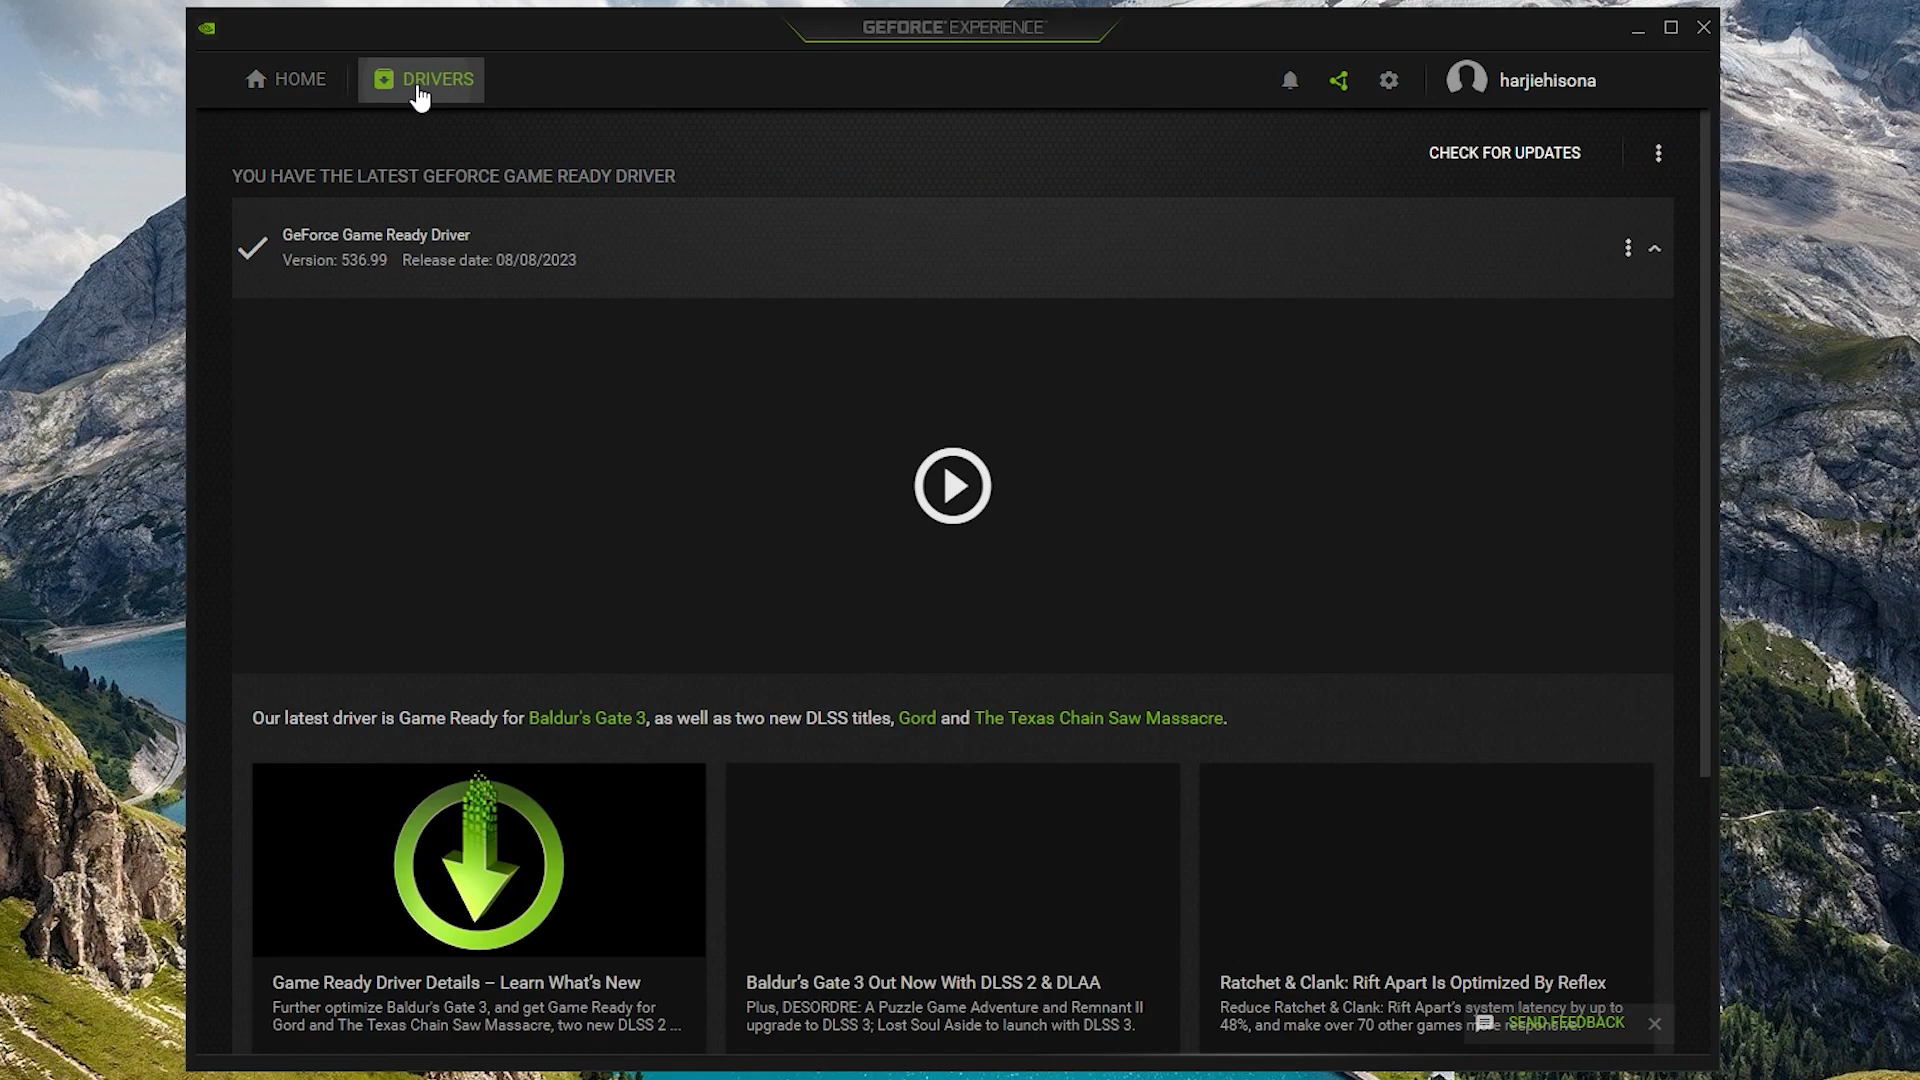 GEFORCE EXPERIENCE
HOME
DRIVERS
harjiehisona
CHECK FOR UPDATES
YOU HAVE THE LATEST GEFORCE GAME READY DRIVER
GeForce Game Ready Driver
Version: 536.99 Release date: 08/08/2023
Our latest driver is Game Ready for Baldur's Gate 3, as well as two new DLSS titles, Gord and The Texas Chain Saw Massacre.
Game Ready Driver Details – Learn What's New
Further optimize Baldur's Gate 3, and get Game Ready for
Gord and The Texas Chain Saw Massacre, two new DLSS 2 ...
Baldur's Gate 3 Out Now With DLSS 2 & DLAA
Plus, DESORDRE: A Puzzle Game Adventure and Remnant II
upgrade to DLSS 3; Lost Soul Aside to launch with DLSS 3.
Ratchet & Clank: Rift Apart Is Optimized By Reflex
Reduce Ratchet & Clank: Rift Apart's system latency by up to
48%, and make over 70 other games more responsive.
SEND FEEDBACK